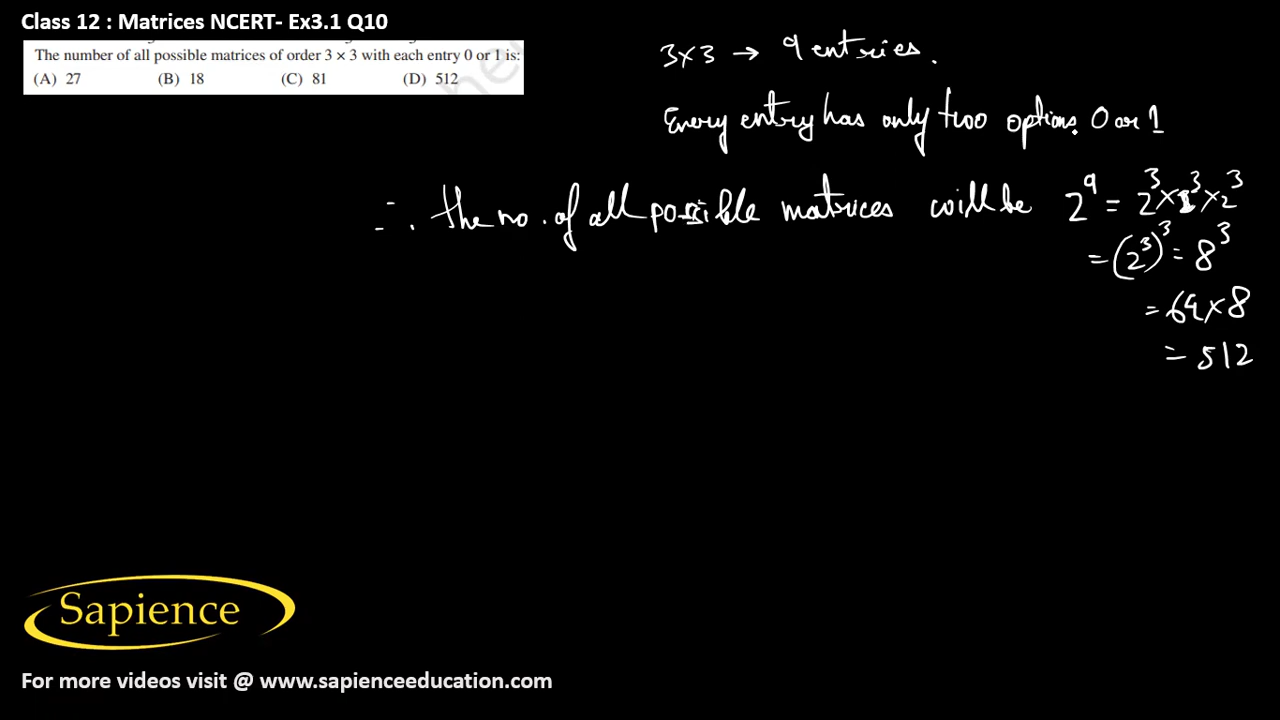 Class 12 : Matrices NCERT- Ex3.1 Q10
The number of all possible matrices of order 3 × 3 with each entry 0 or 1 is:
(A) 27 (B) 18 (C) 81 (D) 512
3×3 → 9 entries.
Every entry has only two options. 0 or 1
∴ the no. of all possible matrices will be 2⁹ = 2³×2³×2³
= (2³)³ = 8³
= 64×8
= 512
Sapience
For more videos visit @ www.sapienceeducation.com